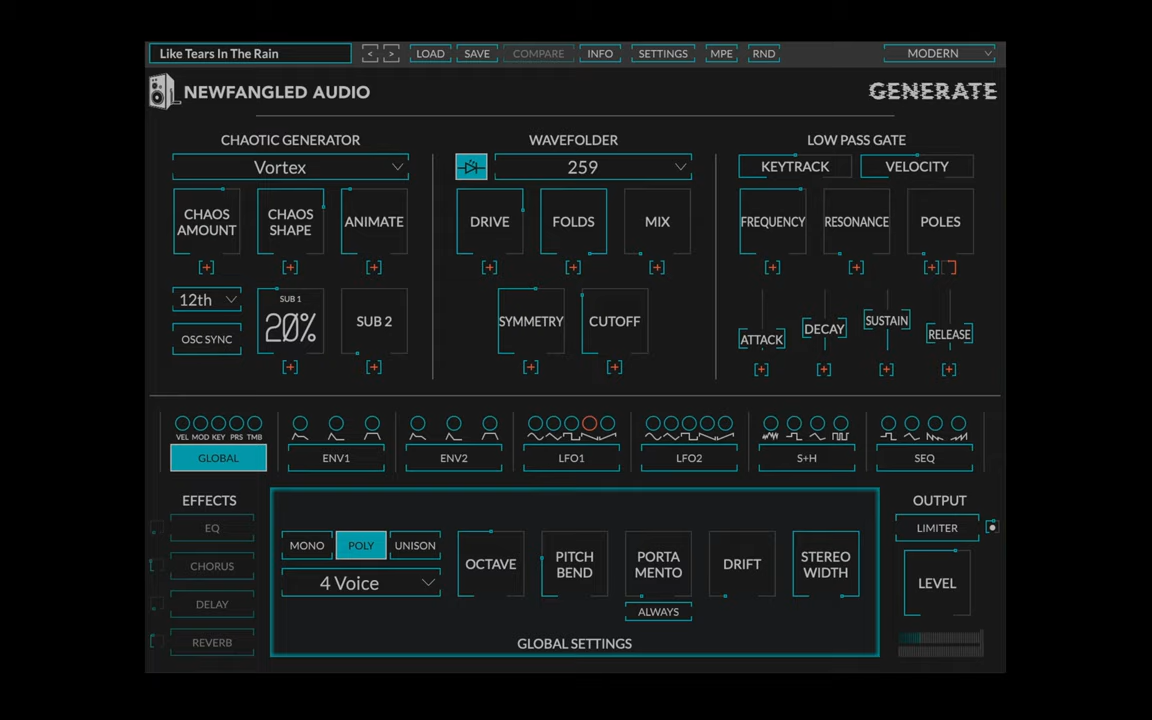 Like Tears In The Rain < > LOAD SAVE COMPARE INFO SETTINGS MPE RND MODERN
NEWFANGLED AUDIO GENERATE
CHAOTIC GENERATOR WAVEFOLDER LOW PASS GATE
Vortex 259 KEYTRACK VELOCITY
CHAOS AMOUNT
CHAOS SHAPE
ANIMATE DRIVE FOLDS MIX FREQUENCY RESONANCE POLES
12th
OSC SYNC
SUB 1
20%
SUB 2 SYMMETRY CUTOFF ATTACK DECAY SUSTAIN RELEASE
VEL MOD KEY PRS TMB
GLOBAL ENV1 ENV2 LFO1 LFO2 S+H SEQ
EFFECTS
EQ
CHORUS
DELAY
REVERB
MONO POLY UNISON
4 Voice
OCTAVE
PITCH BEND
PORTA MENTO
ALWAYS
DRIFT
STEREO WIDTH
GLOBAL SETTINGS
OUTPUT
LIMITER
LEVEL